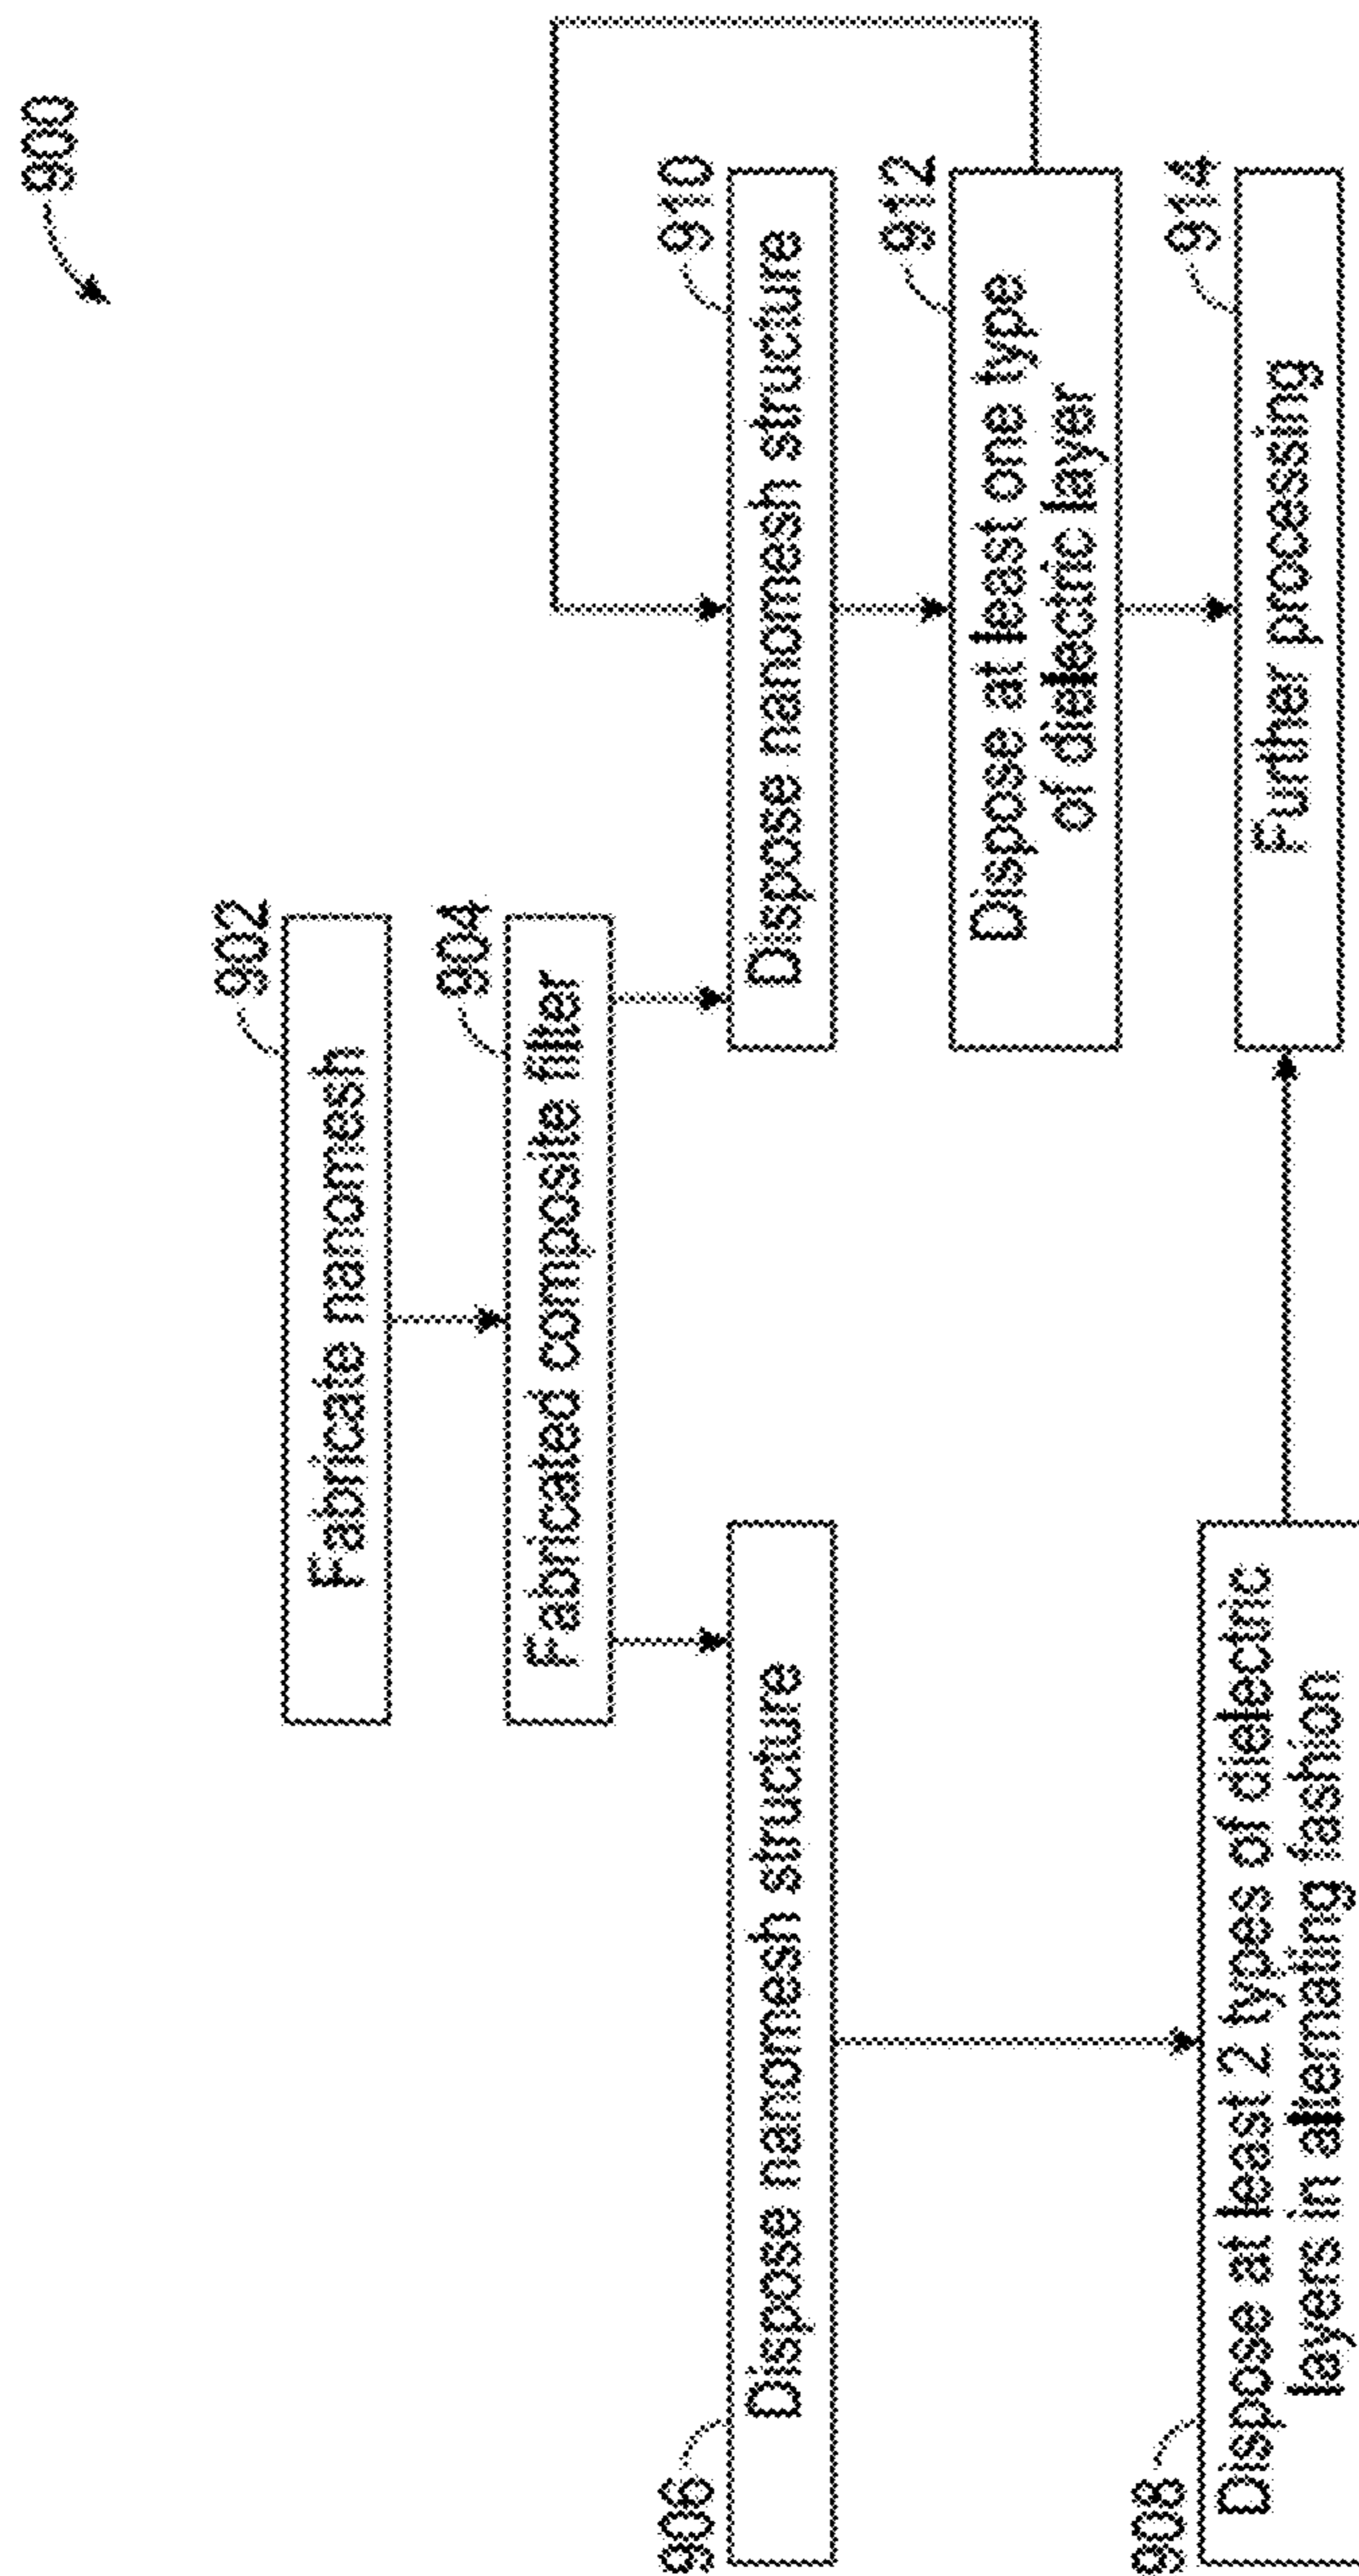 900
902
Fabricate nanomesh
904
Fabricated composite filter
906
Dispose nanomesh structure
910
Dispose nanomesh structure
912
Dispose at least one type
of dielectric layer
908
Dispose at least 2 types of dielectric
layers in alternating fashion
914
Further processing